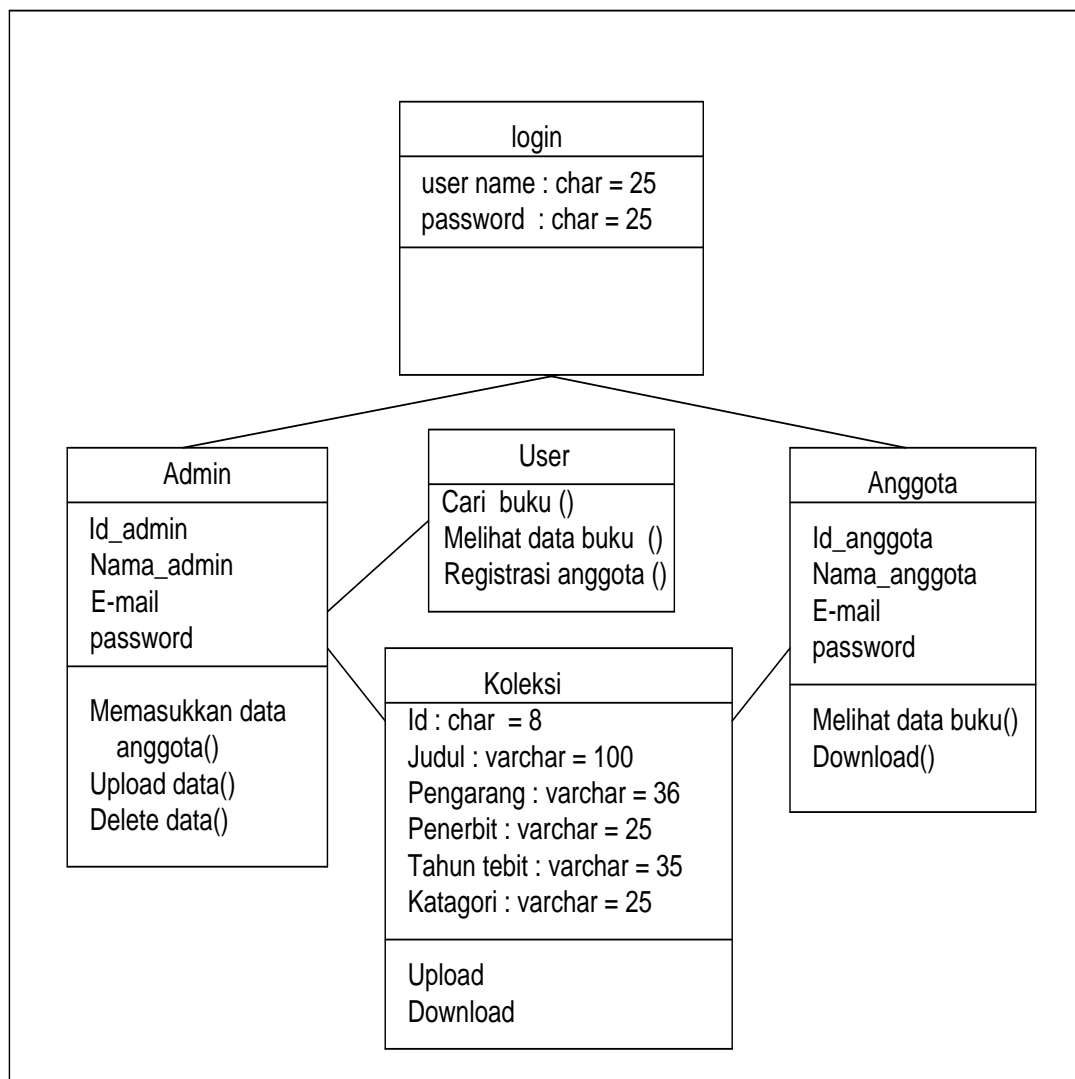 login
user name : char = 25
password : char = 25
Admin
Id_admin
Nama_admin
E-mail
password
Memasukkan data
anggota()
Upload data()
Delete data()
User
Cari buku ()
Melihat data buku ()
Registrasi anggota ()
Anggota
Id_anggota
Nama_anggota
E-mail
password
Melihat data buku()
Download()
Koleksi
Id : char = 8
Judul : varchar = 100
Pengarang : varchar = 36
Penerbit : varchar = 25
Tahun tebit : varchar = 35
Katagori : varchar = 25
Upload
Download